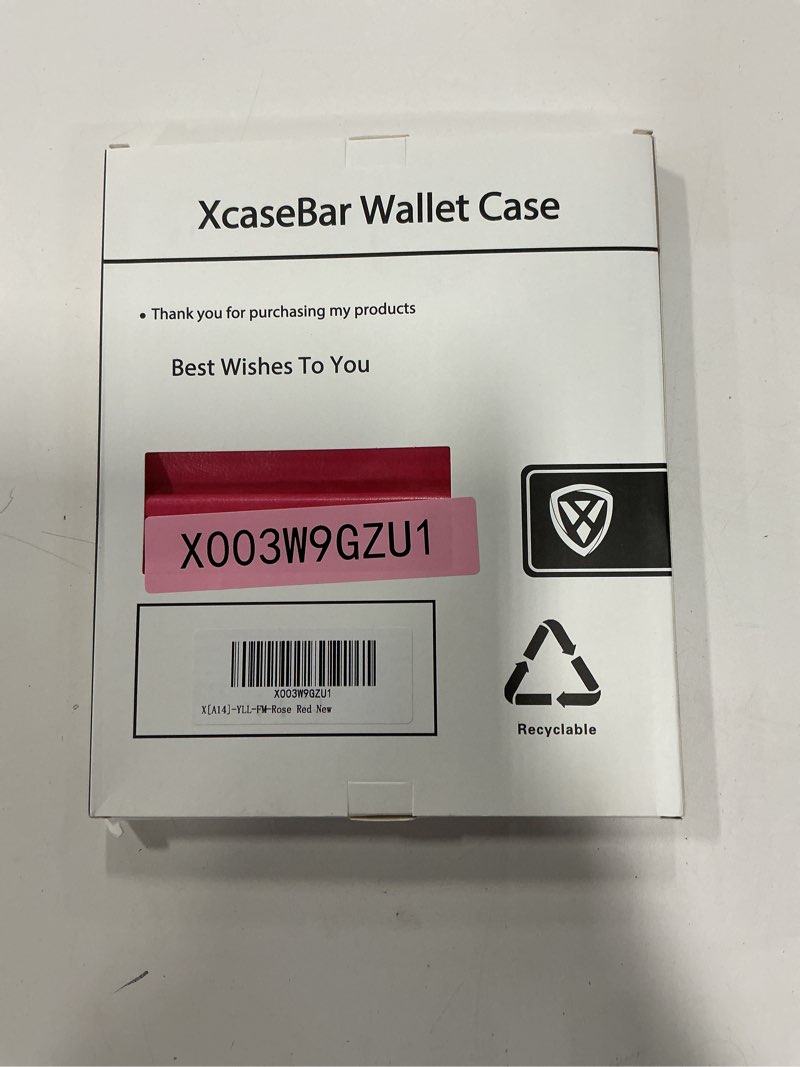 XcaseBar Wallet Case
• Thank you for purchasing my products
Best Wishes To You
X003W9GZU1
X003W9GZU1
X[A14]-YLL-FM-Rose Red New
Recyclable